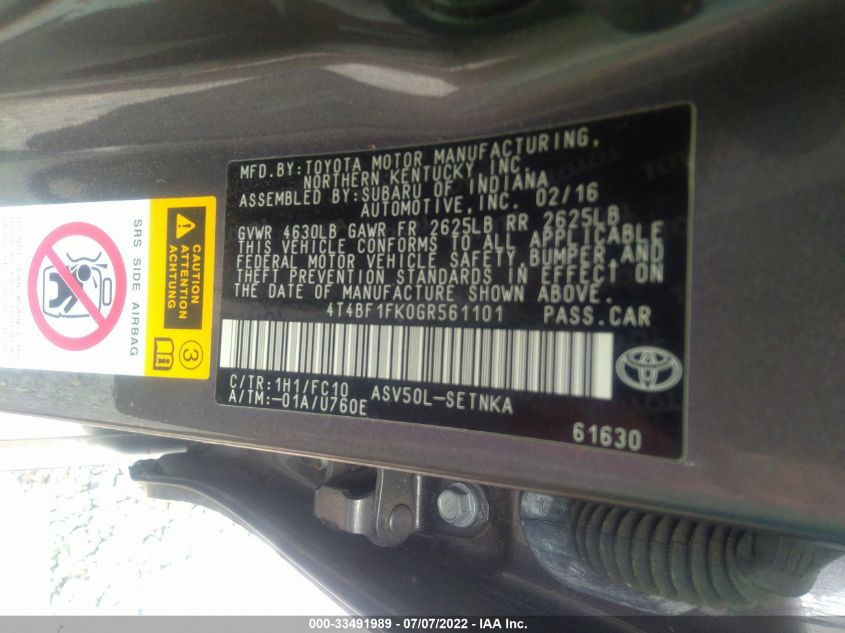 MFD.BY:TOYOTA MOTOR MANUFACTURING,
NORTHERN KENTUCKY INC.
ASSEMBLED BY:SUBARU OF INDIANA
AUTOMOTIVE,INC. 02/16
GVWR 4630LB GAWR FR 2625LB RR 2625LB
THIS VEHICLE CONFORMS TO ALL APPLICABLE
FEDERAL MOTOR VEHICLE SAFETY,BUMPER,AND
THEFT PREVENTION STANDARDS IN EFFECT ON
THE DATE OF MANUFACTURE SHOWN ABOVE.
4T4BF1FK0GR561101 PASS.CAR
C/TR:1H1/FC10 ASV50L-SETNKA
A/TM:-01A/U760E
61630
SRS SIDE AIRBAG
CAUTION
ATTENTION
ACHTUNG
3
000-33491989 - 07/07/2022 - IAA Inc.